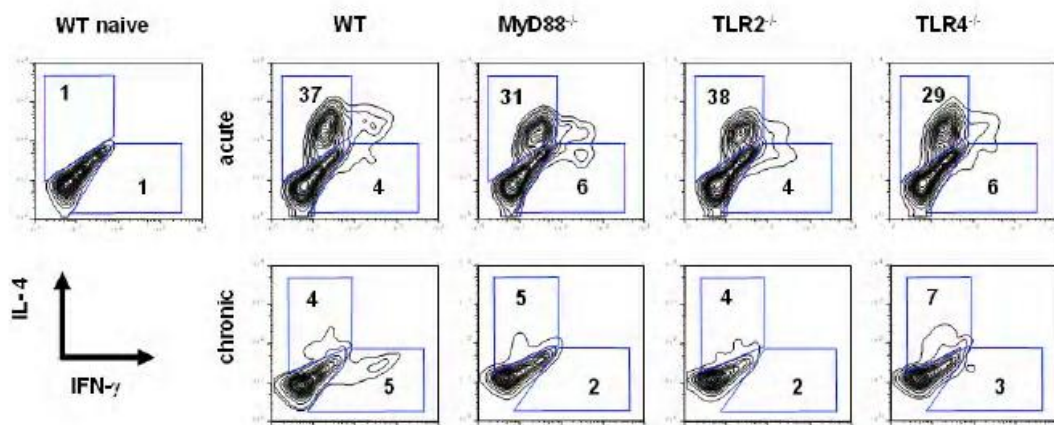 WT naive WT MyD88-/- TLR2-/- TLR4-/-
acute
1 37 31 38 29
1 4 6 4 6
IL-4
IFN-γ
chronic
4 5 4 7
5 2 2 3